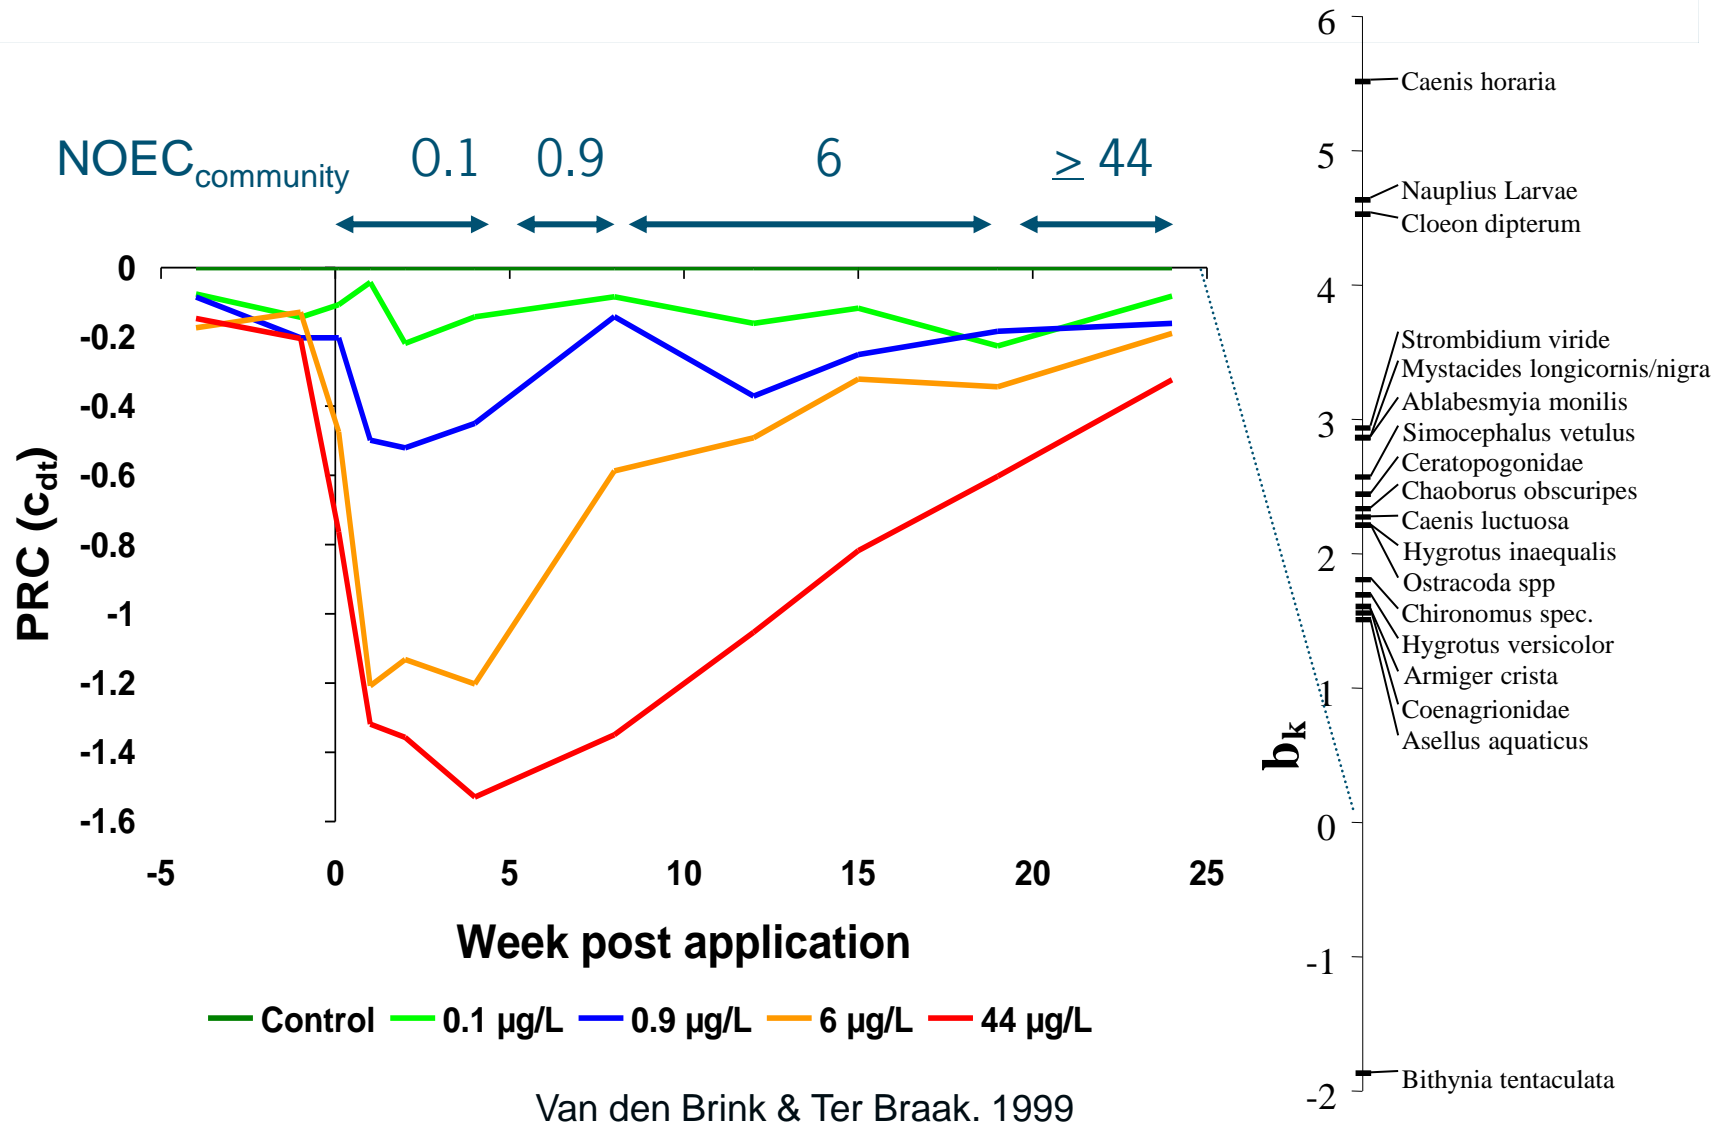 NOECcommunity 0.1 0.9 6 ≥ 44
0
-0.2
-0.4
-0.6
-0.8
-1
-1.2
-1.4
-1.6
PRC (cdt)
-5 0 5 10 15 20 25
Week post application
Control 0.1 µg/L 0.9 µg/L 6 µg/L 44 µg/L
Van den Brink & Ter Braak. 1999
6
5
4
3
2
1
0
-1
-2
bk
Caenis horaria
Nauplius Larvae
Cloeon dipterum
Strombidium viride
Mystacides longicornis/nigra
Ablabesmyia monilis
Simocephalus vetulus
Ceratopogonidae
Chaoborus obscuripes
Caenis luctuosa
Hygrotus inaequalis
Ostracoda spp
Chironomus spec.
Hygrotus versicolor
Armiger crista
Coenagrionidae
Asellus aquaticus
Bithynia tentaculata